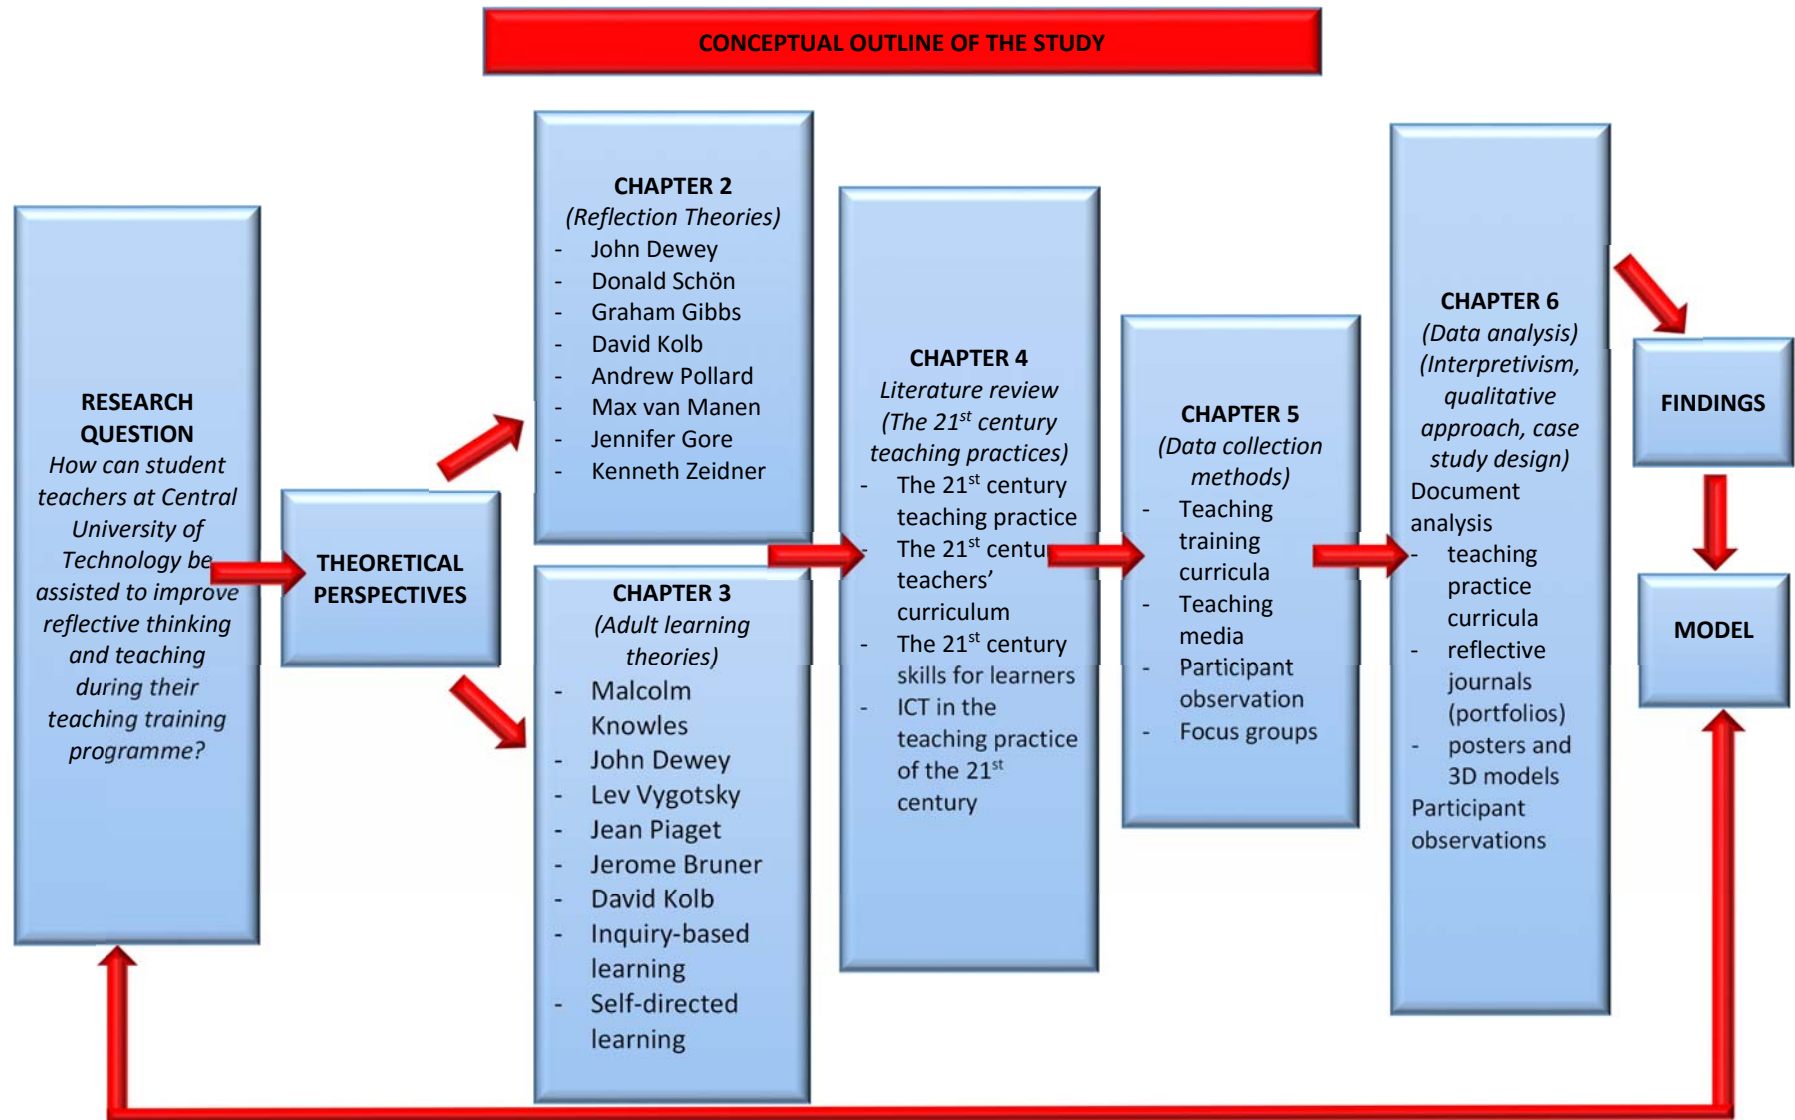 CONCEPTUAL OUTLINE OF THE STUDY
RESEARCH
QUESTION
How can student
teachers at Central
University of
Technology be
assisted to improve
reflective thinking
and teaching
during their
teaching training
programme?
THEORETICAL
PERSPECTIVES
CHAPTER 2
(Reflection Theories)
- John Dewey
- Donald Schön
- Graham Gibbs
- David Kolb
- Andrew Pollard
- Max van Manen
- Jennifer Gore
- Kenneth Zeidner
CHAPTER 3
(Adult learning
theories)
- Malcolm
Knowles
- John Dewey
- Lev Vygotsky
- Jean Piaget
- Jerome Bruner
- David Kolb
- Inquiry-based
learning
- Self-directed
learning
CHAPTER 4
Literature review
(The 21st century
teaching practices)
- The 21st century
teaching practice
- The 21st century
teachers’
curriculum
- The 21st century
skills for learners
- ICT in the
teaching practice
of the 21st
century
CHAPTER 5
(Data collection
methods)
- Teaching
training
curricula
- Teaching
media
- Participant
observation
- Focus groups
CHAPTER 6
(Data analysis)
(Interpretivism,
qualitative
approach, case
study design)
Document
analysis
- teaching
practice
curricula
- reflective
journals
(portfolios)
- posters and
3D models
Participant
observations
FINDINGS
MODEL